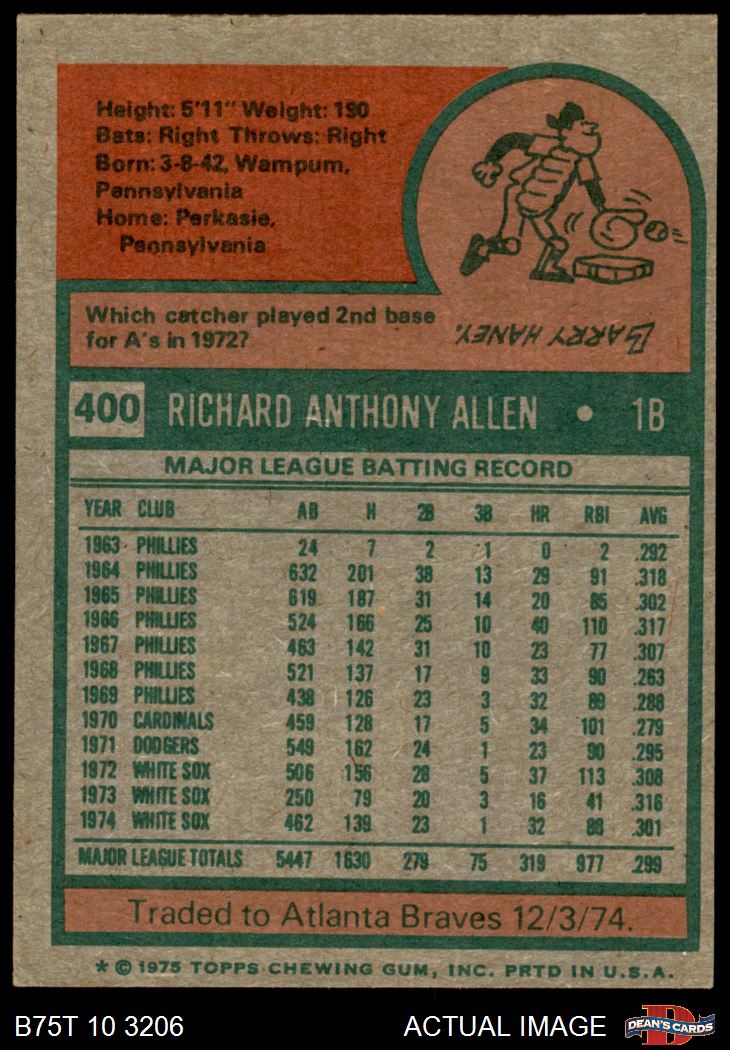 Height: 5'11" Weight: 190
Bats: Right Throws: Right
Born: 3-8-42, Wampum,
Pennsylvania
Home: Perkasie,
Pennsylvania
Which catcher played 2nd base
for A's in 1972?
BARRY HANEY.
400 RICHARD ANTHONY ALLEN • 1B
MAJOR LEAGUE BATTING RECORD
YEAR CLUB AB H 2B 3B HR RBI AVG
1963 PHILLIES 24 7 2 1 0 2 .292
1964 PHILLIES 632 201 38 13 29 91 .318
1965 PHILLIES 619 187 31 14 20 85 .302
1966 PHILLIES 524 166 25 10 40 110 .317
1967 PHILLIES 463 142 31 10 23 77 .307
1968 PHILLIES 521 137 17 9 33 90 .263
1969 PHILLIES 438 126 23 3 32 89 .288
1970 CARDINALS 459 128 17 5 34 101 .279
1971 DODGERS 549 162 24 1 23 90 .295
1972 WHITE SOX 506 156 28 5 37 113 .308
1973 WHITE SOX 250 79 20 3 16 41 .316
1974 WHITE SOX 462 139 23 1 32 88 .301
MAJOR LEAGUE TOTALS 5447 1630 279 75 319 977 .299
Traded to Atlanta Braves 12/3/74.
* © 1975 TOPPS CHEWING GUM, INC. PRTD IN U.S.A.
B75T 10 3206 ACTUAL IMAGE
D
DEAN'S CARDS